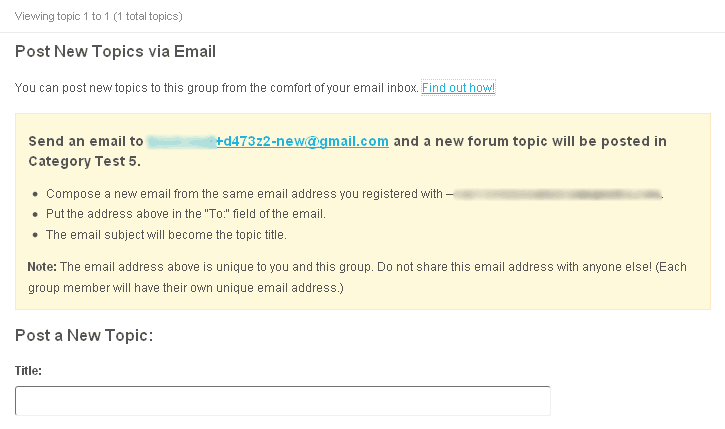 Viewing topic 1 to 1 (1 total topics)
Post New Topics via Email
You can post new topics to this group from the comfort of your email inbox. Find out how!
Send an email to +d473z2-new@gmail.com and a new forum topic will be posted in
Category Test 5.
• Compose a new email from the same email address you registered with – .
• Put the address above in the "To:" field of the email.
• The email subject will become the topic title.
Note: The email address above is unique to you and this group. Do not share this email address with anyone else! (Each
group member will have their own unique email address.)
Post a New Topic:
Title: